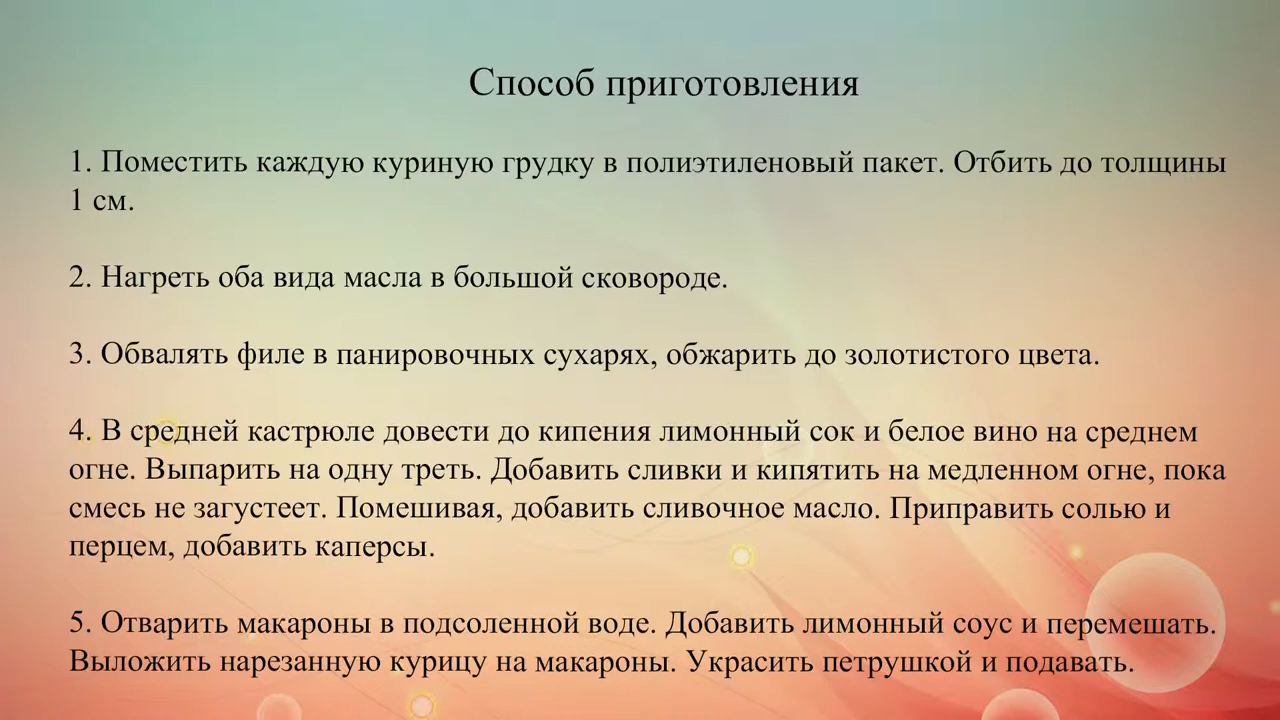 Способ приготовления
1. Поместить каждую куриную грудку в полиэтиленовый пакет. Отбить до толщины
1 см.
2. Нагреть оба вида масла в большой сковороде.
3. Обвалять филе в панировочных сухарях, обжарить до золотистого цвета.
4. В средней кастрюле довести до кипения лимонный сок и белое вино на среднем
огне. Выпарить на одну треть. Добавить сливки и кипятить на медленном огне, пока
смесь не загустеет. Помешивая, добавить сливочное масло. Приправить солью и
перцем, добавить каперсы.
5. Отварить макароны в подсоленной воде. Добавить лимонный соус и перемешать.
Выложить нарезанную курицу на макароны. Украсить петрушкой и подавать.